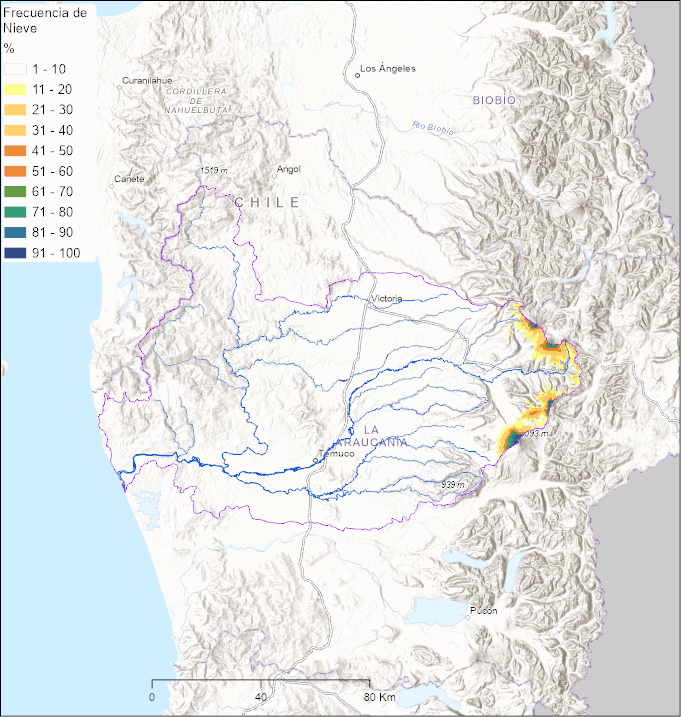 Frecuencia de
Nieve
%
1 - 10
11 - 20
21 - 30
31 - 40
41 - 50
51 - 60
61 - 70
71 - 80
81 - 90
91 - 100
Los Ángeles
Curanilahue
CORDILLERA
DE
NAHUELBUTA
BIOBÍO
Río Biobío
1519 m
Angol
Cañete
CHILE
Victoria
LA
ARAUCANÍA
093 m
Temuco
939 m
Pucón
0
40
80 Km